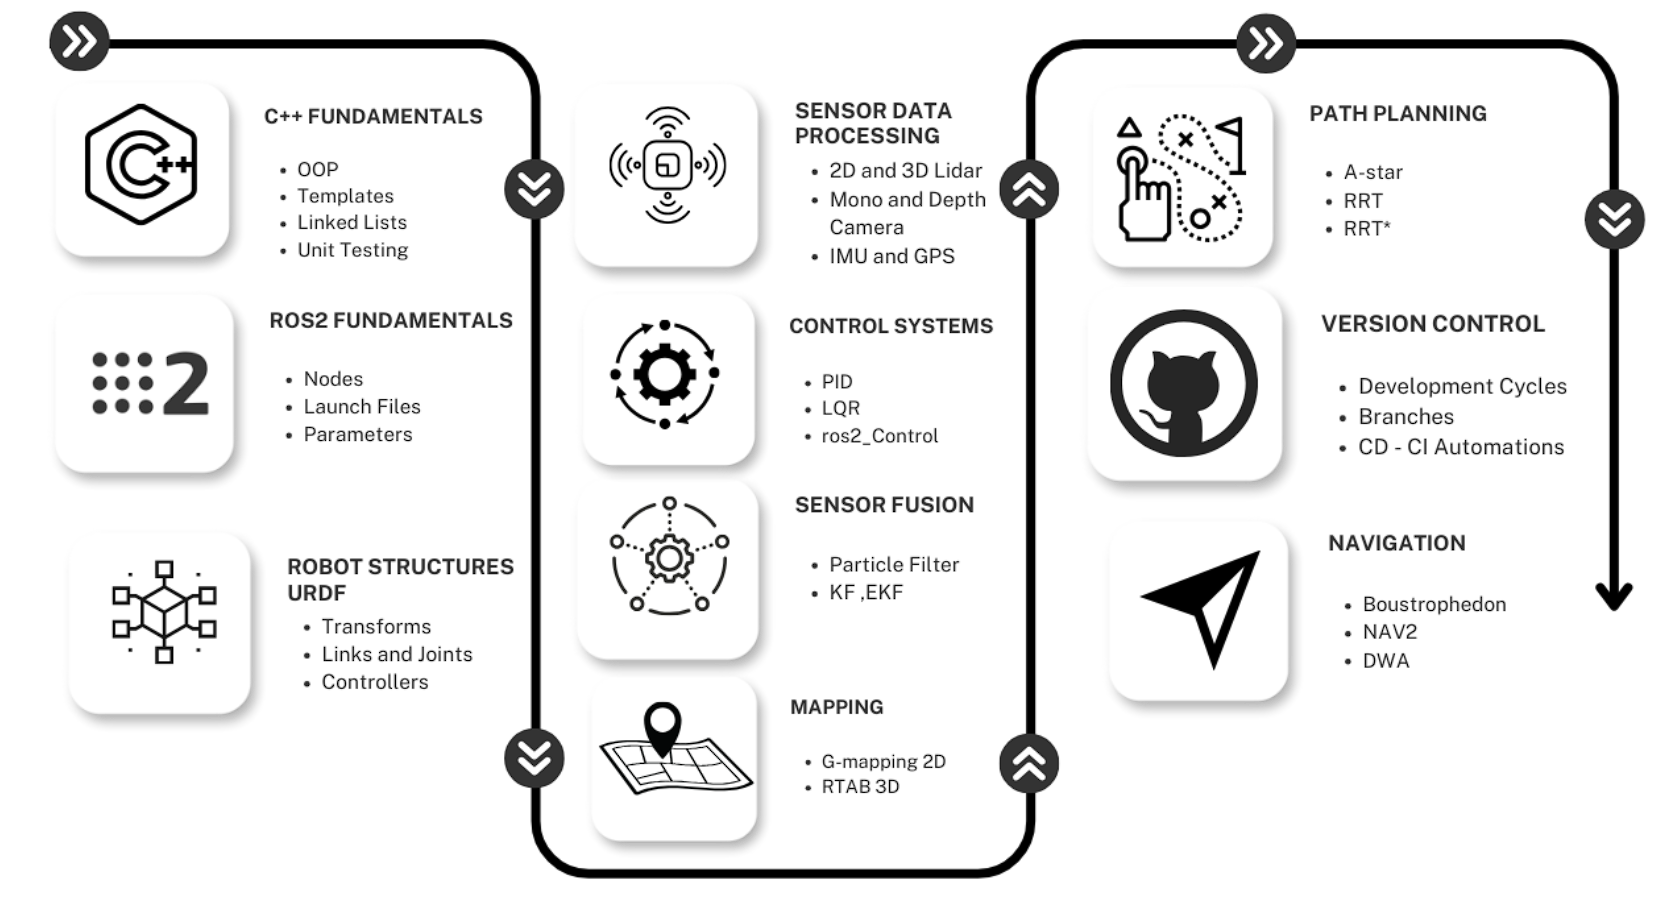 C++ FUNDAMENTALS
C++
OOP
Templates
Linked Lists
Unit Testing
ROS2 FUNDAMENTALS
2
Nodes
Launch Files
Parameters
ROBOT STRUCTURES
URDF
Transforms
Links and Joints
Controllers
SENSOR DATA
PROCESSING
2D and 3D Lidar
Mono and Depth
Camera
IMU and GPS
CONTROL SYSTEMS
PID
LQR
ros2_Control
SENSOR FUSION
Particle Filter
KF ,EKF
MAPPING
G-mapping 2D
RTAB 3D
PATH PLANNING
A-star
RRT
RRT*
VERSION CONTROL
Development Cycles
Branches
CD - CI Automations
NAVIGATION
Boustrophedon
NAV2
DWA